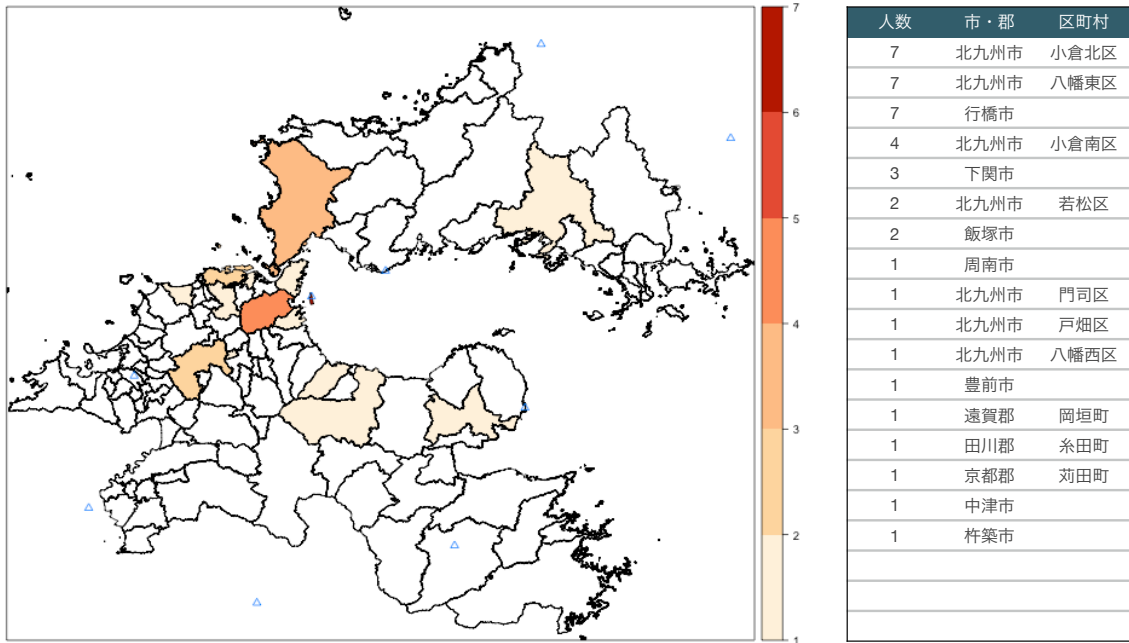 7
6
5
4
3
2
1
人数 市・郡 区町村
7 北九州市 小倉北区
7 北九州市 八幡東区
7 行橋市
4 北九州市 小倉南区
3 下関市
2 北九州市 若松区
2 飯塚市
1 周南市
1 北九州市 門司区
1 北九州市 戸畑区
1 北九州市 八幡西区
1 豊前市
1 遠賀郡 岡垣町
1 田川郡 糸田町
1 京都郡 苅田町
1 中津市
1 杵築市